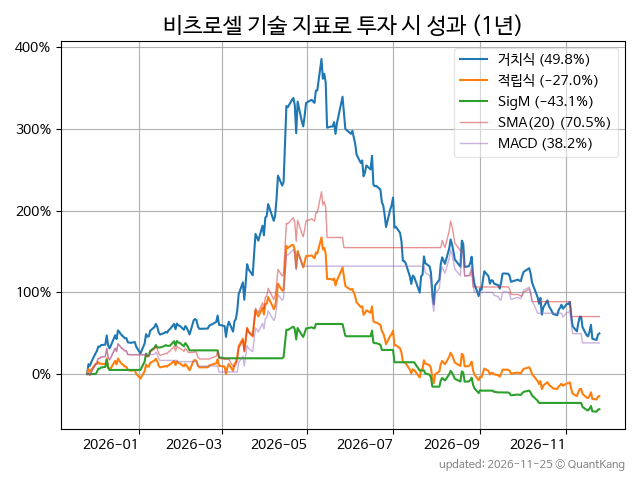 비츠로셀 기술 지표로 투자 시 성과 (1년)
400%
300%
200%
100%
0%
거치식 (49.8%)
적립식 (−27.0%)
SigM (−43.1%)
SMA(20) (70.5%)
MACD (38.2%)
2026-01
2026-03
2026-05
2026-07
2026-09
2026-11
updated: 2026-11-25 © QuantKang